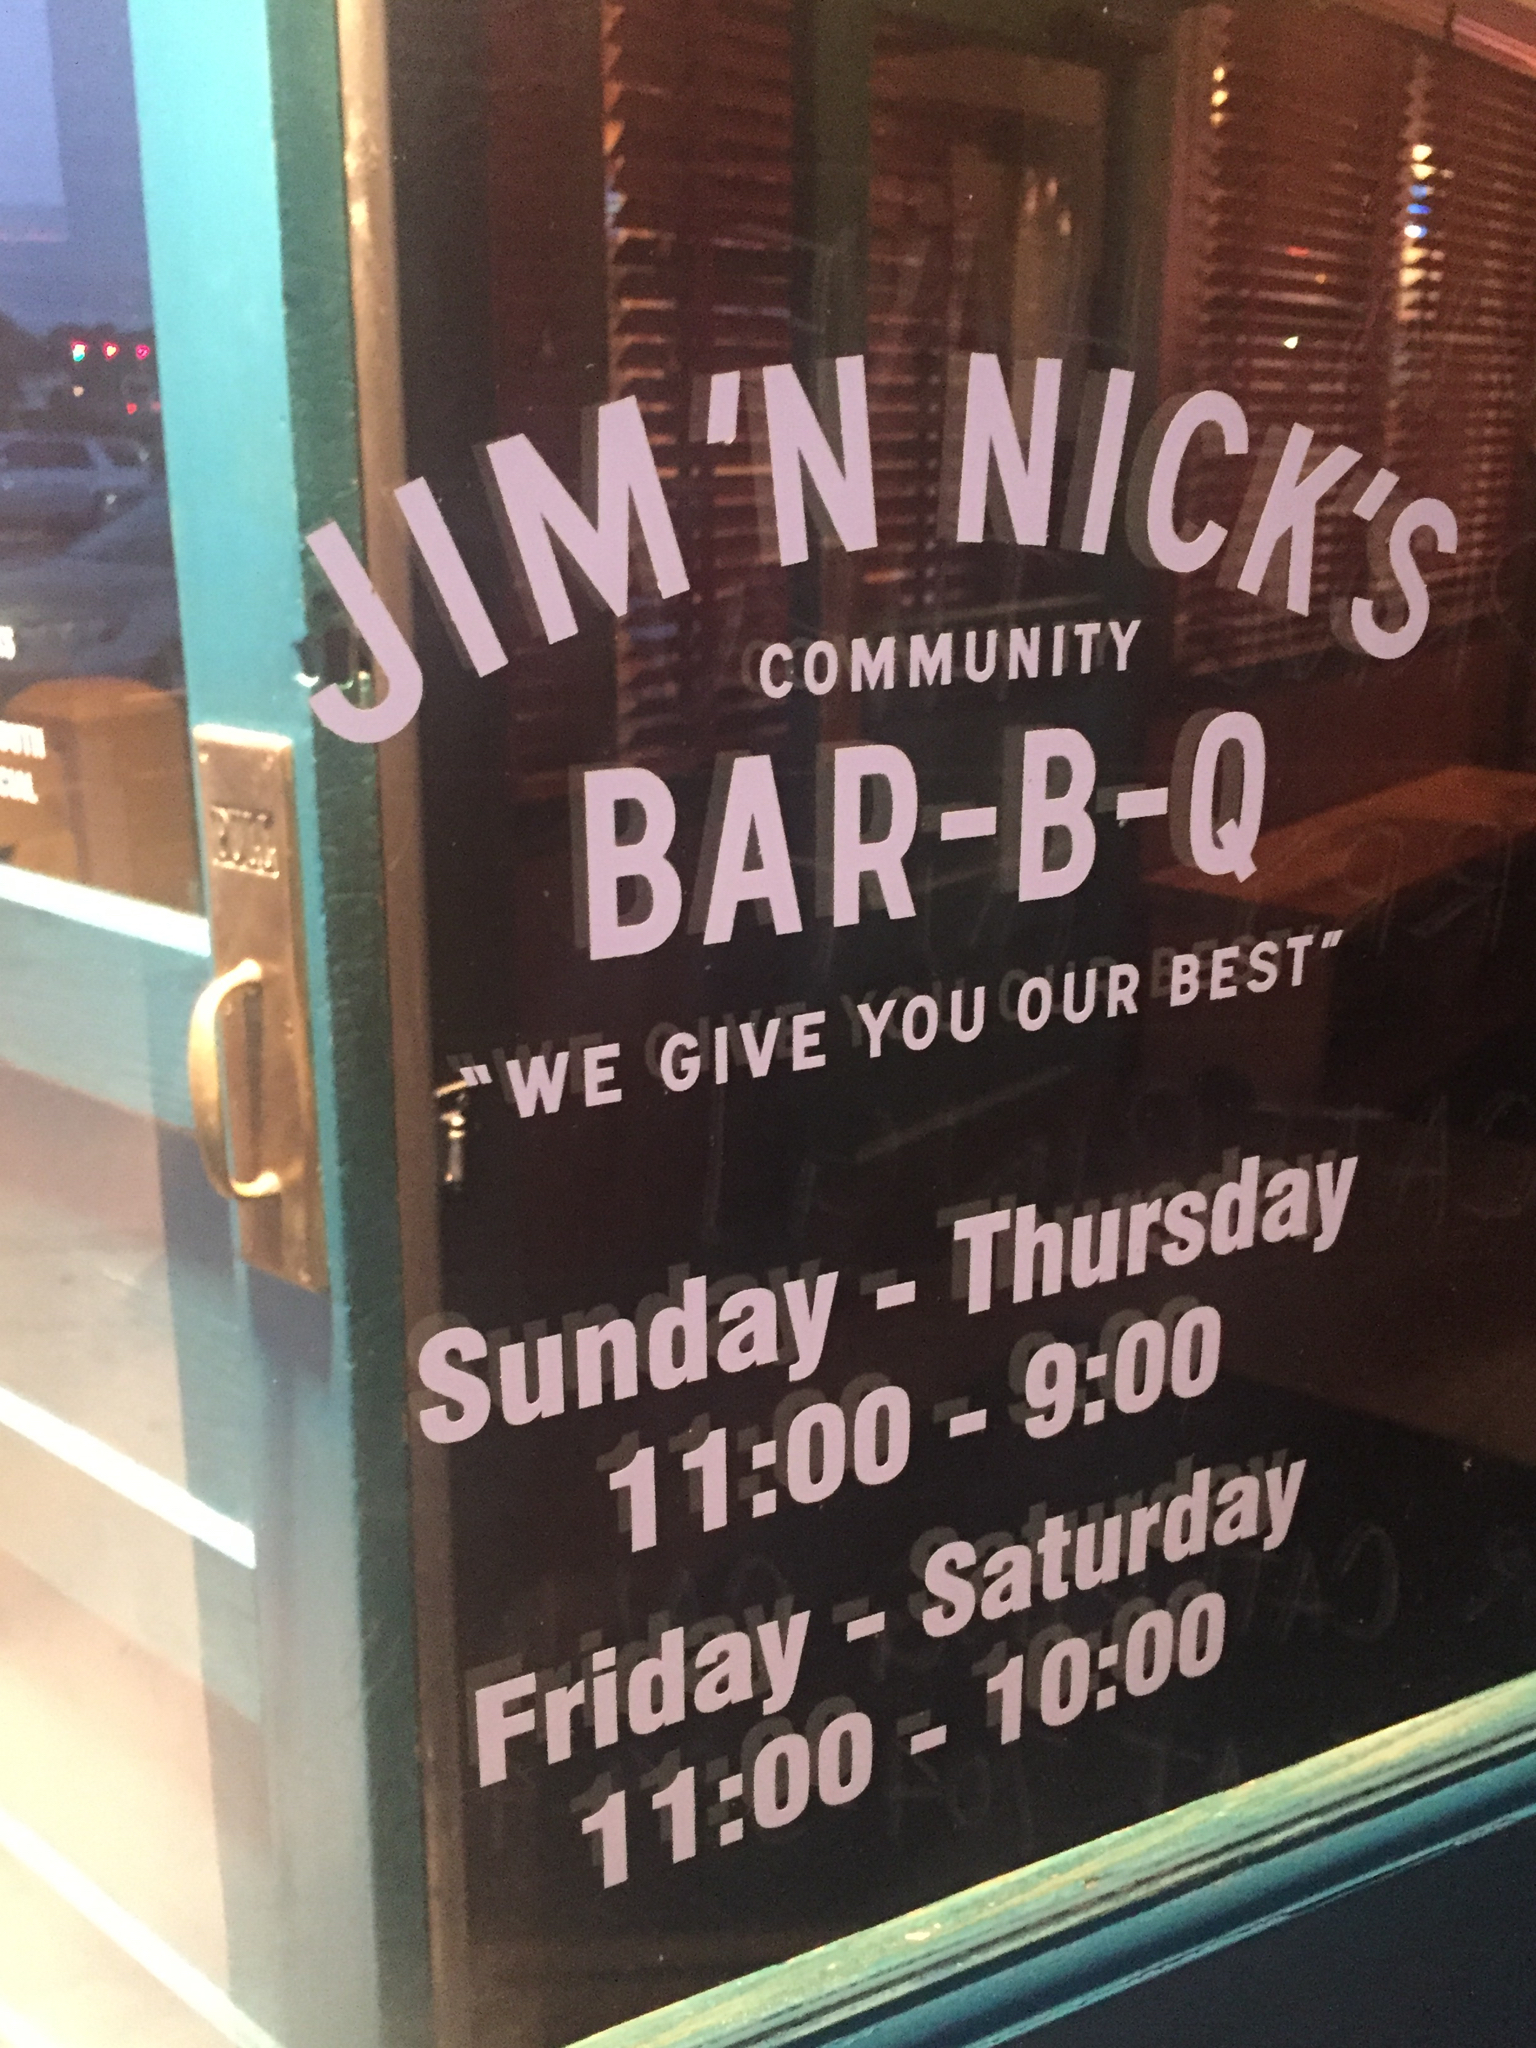 JIM 'N NICK'S
COMMUNITY
BAR-B-Q
"WE GIVE YOU OUR BEST"
Sunday - Thursday
11:00 - 9:00
Friday - Saturday
11:00 - 10:00